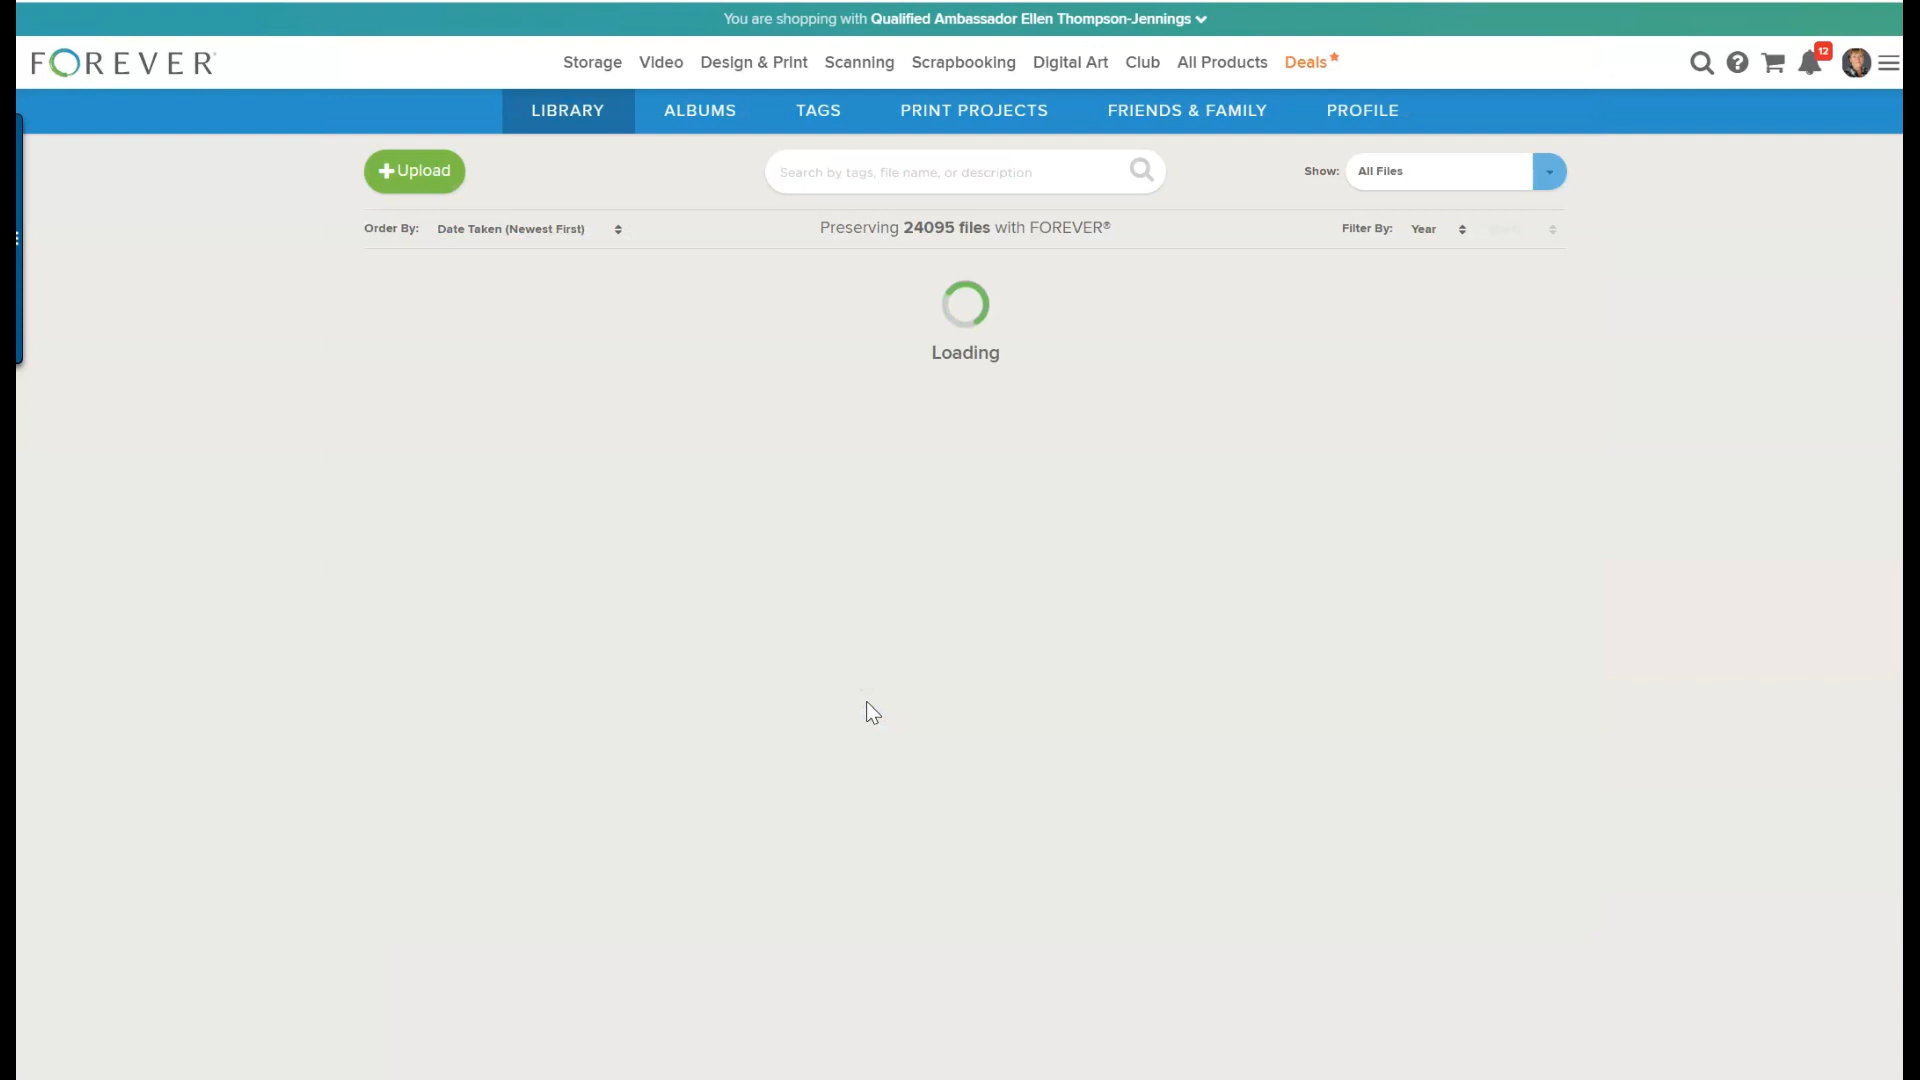 You are shopping with Qualified Ambassador Ellen Thompson-Jennings
FOREVER
Storage Video Design & Print Scanning Scrapbooking Digital Art Club All Products Deals*
12
LIBRARY ALBUMS TAGS PRINT PROJECTS FRIENDS & FAMILY PROFILE
+Upload
Search by tags, file name, or description
Show: All Files
Order By: Date Taken (Newest First)
Preserving 24095 files with FOREVER®
Filter By: Year
Loading